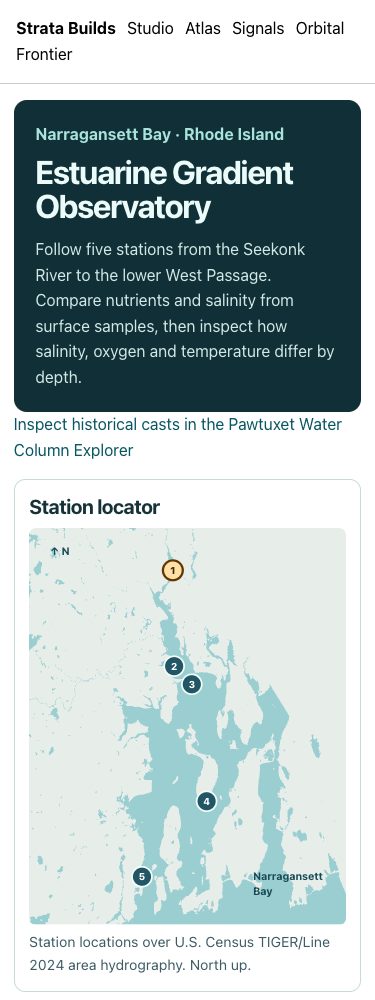 Strata Builds Studio Atlas Signals Orbital
Frontier
Narragansett Bay · Rhode Island
Estuarine Gradient
Observatory
Follow five stations from the Seekonk
River to the lower West Passage.
Compare nutrients and salinity from
surface samples, then inspect how
salinity, oxygen and temperature differ by
depth.
Inspect historical casts in the Pawtuxet Water
Column Explorer
Station locator
↑ N
1
2
3
4
5
Narragansett
Bay
Station locations over U.S. Census TIGER/Line
2024 area hydrography. North up.